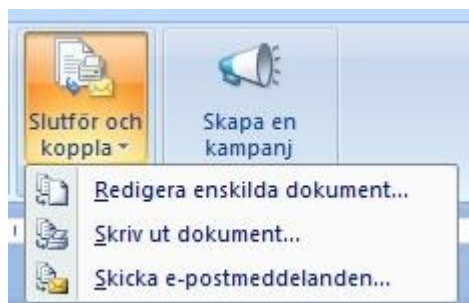 Slutför och
koppla
Skapa en
kampanj
Redigera enskilda dokument...
Skriv ut dokument...
Skicka e-postmeddelanden...